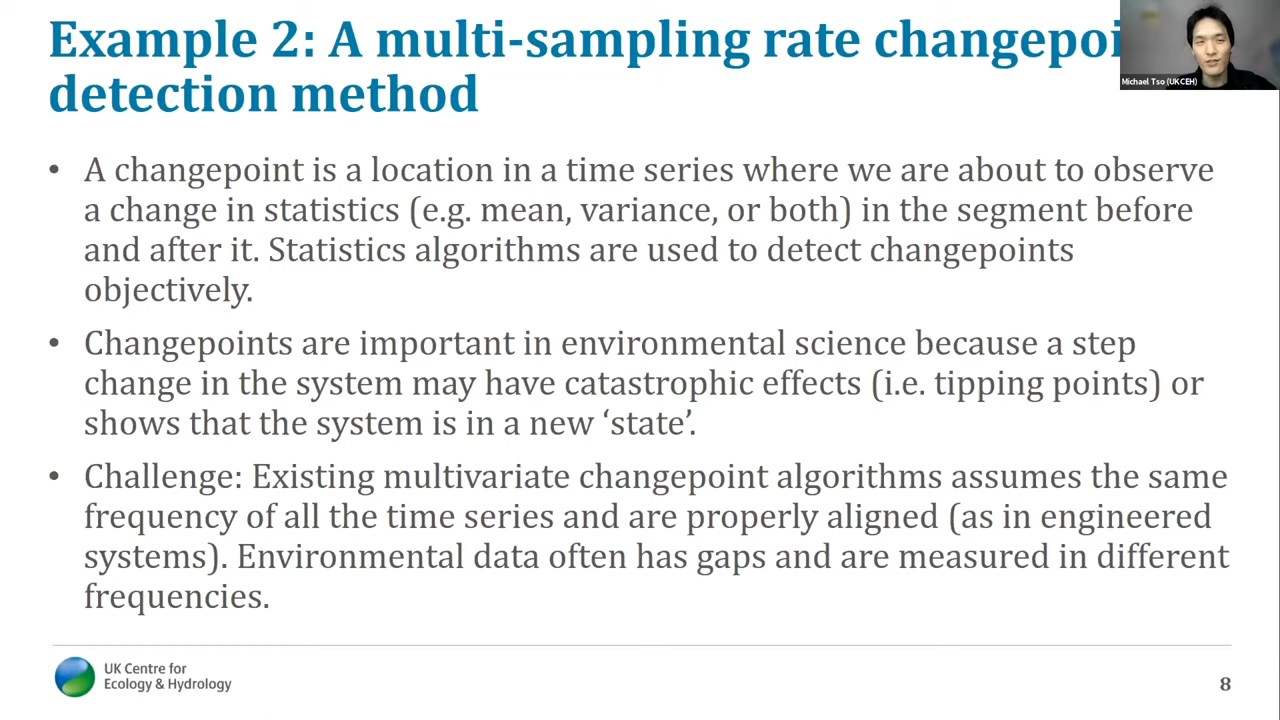 Example 2: A multi-sampling rate changepoi
detection method
Michael Tso (UKCEH)
• A changepoint is a location in a time series where we are about to observe
a change in statistics (e.g. mean, variance, or both) in the segment before
and after it. Statistics algorithms are used to detect changepoints
objectively.
• Changepoints are important in environmental science because a step
change in the system may have catastrophic effects (i.e. tipping points) or
shows that the system is in a new ‘state’.
• Challenge: Existing multivariate changepoint algorithms assumes the same
frequency of all the time series and are properly aligned (as in engineered
systems). Environmental data often has gaps and are measured in different
frequencies.
UK Centre for
Ecology & Hydrology
8